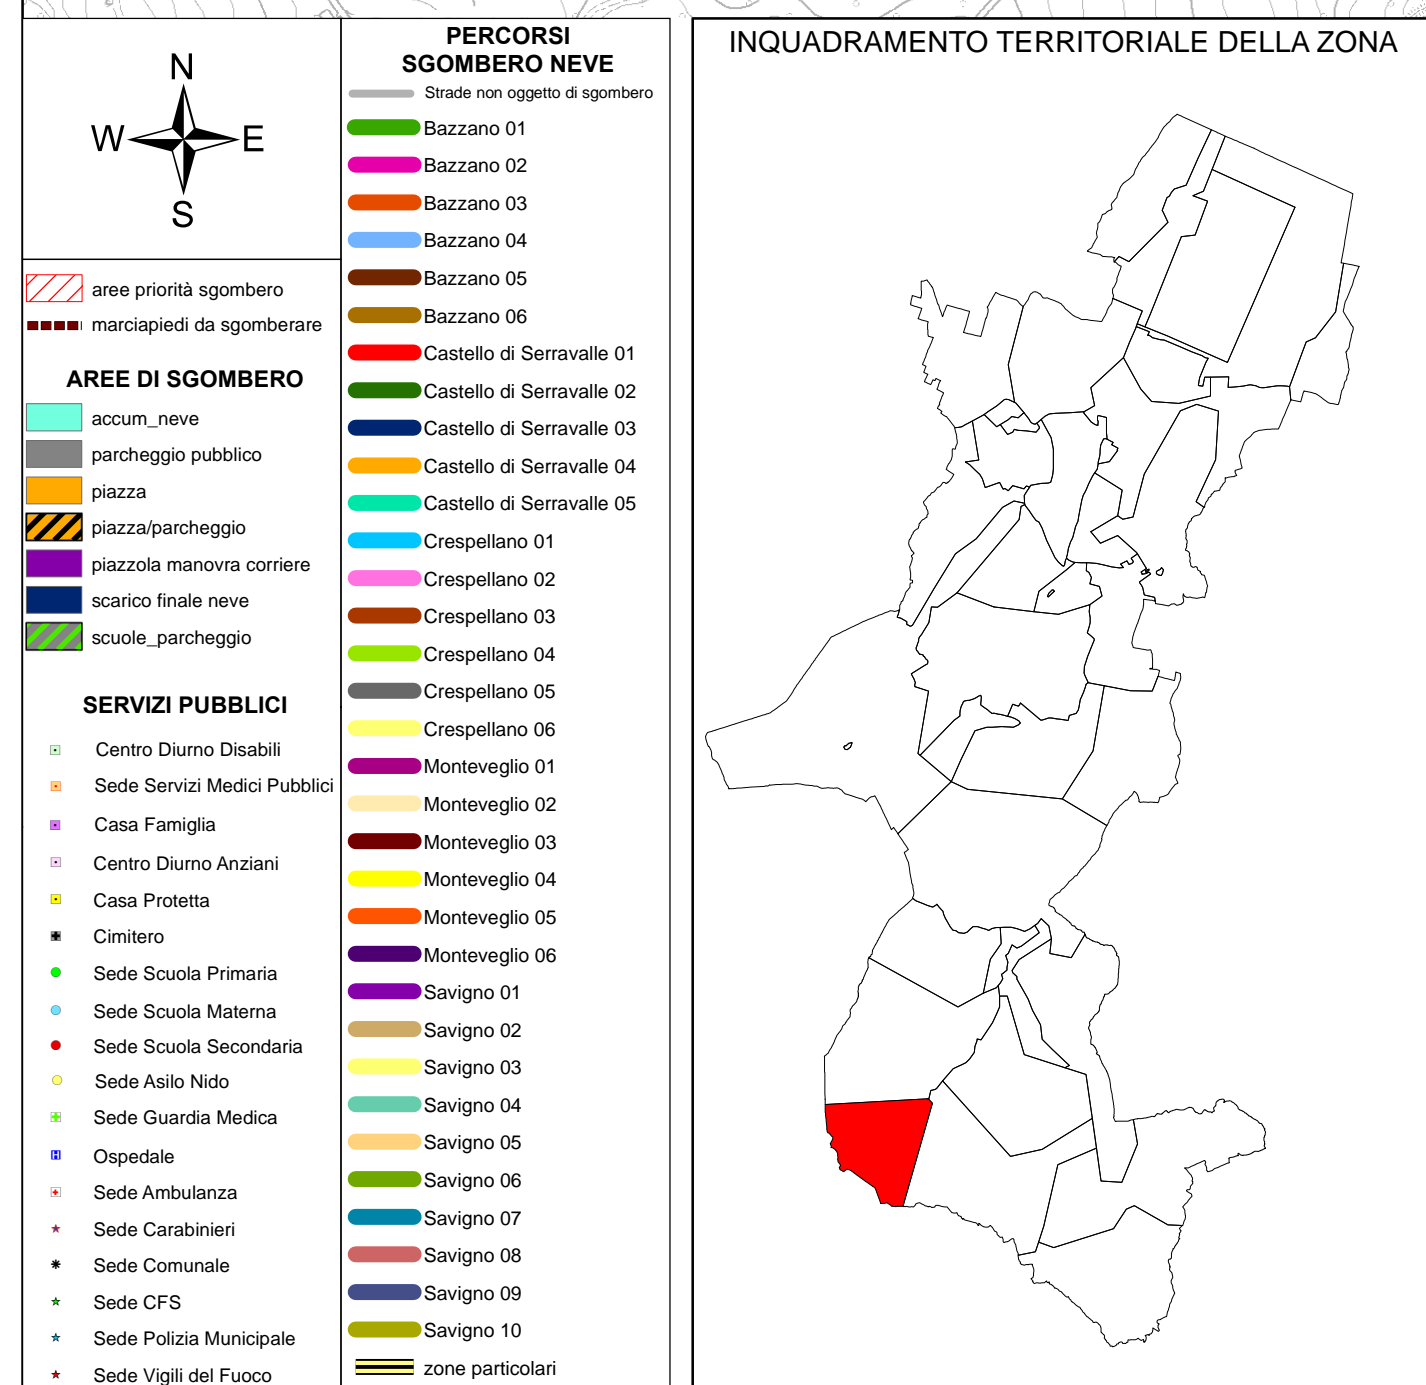 N
W E
S
aree priorità sgombero
marciapiedi da sgomberare
AREE DI SGOMBERO
accum_neve
parcheggio pubblico
piazza
piazza/parcheggio
piazzola manovra corriere
scarico finale neve
scuole_parcheggio
SERVIZI PUBBLICI
Centro Diurno Disabili
Sede Servizi Medici Pubblici
Casa Famiglia
Centro Diurno Anziani
Casa Protetta
Cimitero
Sede Scuola Primaria
Sede Scuola Materna
Sede Scuola Secondaria
Sede Asilo Nido
Sede Guardia Medica
H Ospedale
Sede Ambulanza
Sede Carabinieri
Sede Comunale
Sede CFS
Sede Polizia Municipale
Sede Vigili del Fuoco
PERCORSI
SGOMBERO NEVE
Strade non oggetto di sgombero
Bazzano 01
Bazzano 02
Bazzano 03
Bazzano 04
Bazzano 05
Bazzano 06
Castello di Serravalle 01
Castello di Serravalle 02
Castello di Serravalle 03
Castello di Serravalle 04
Castello di Serravalle 05
Crespellano 01
Crespellano 02
Crespellano 03
Crespellano 04
Crespellano 05
Crespellano 06
Monteveglio 01
Monteveglio 02
Monteveglio 03
Monteveglio 04
Monteveglio 05
Monteveglio 06
Savigno 01
Savigno 02
Savigno 03
Savigno 04
Savigno 05
Savigno 06
Savigno 07
Savigno 08
Savigno 09
Savigno 10
zone particolari
INQUADRAMENTO TERRITORIALE DELLA ZONA